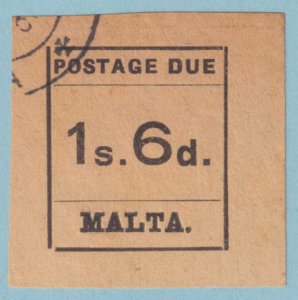 POSTAGE DUE
1s. 6d.
MALTA.